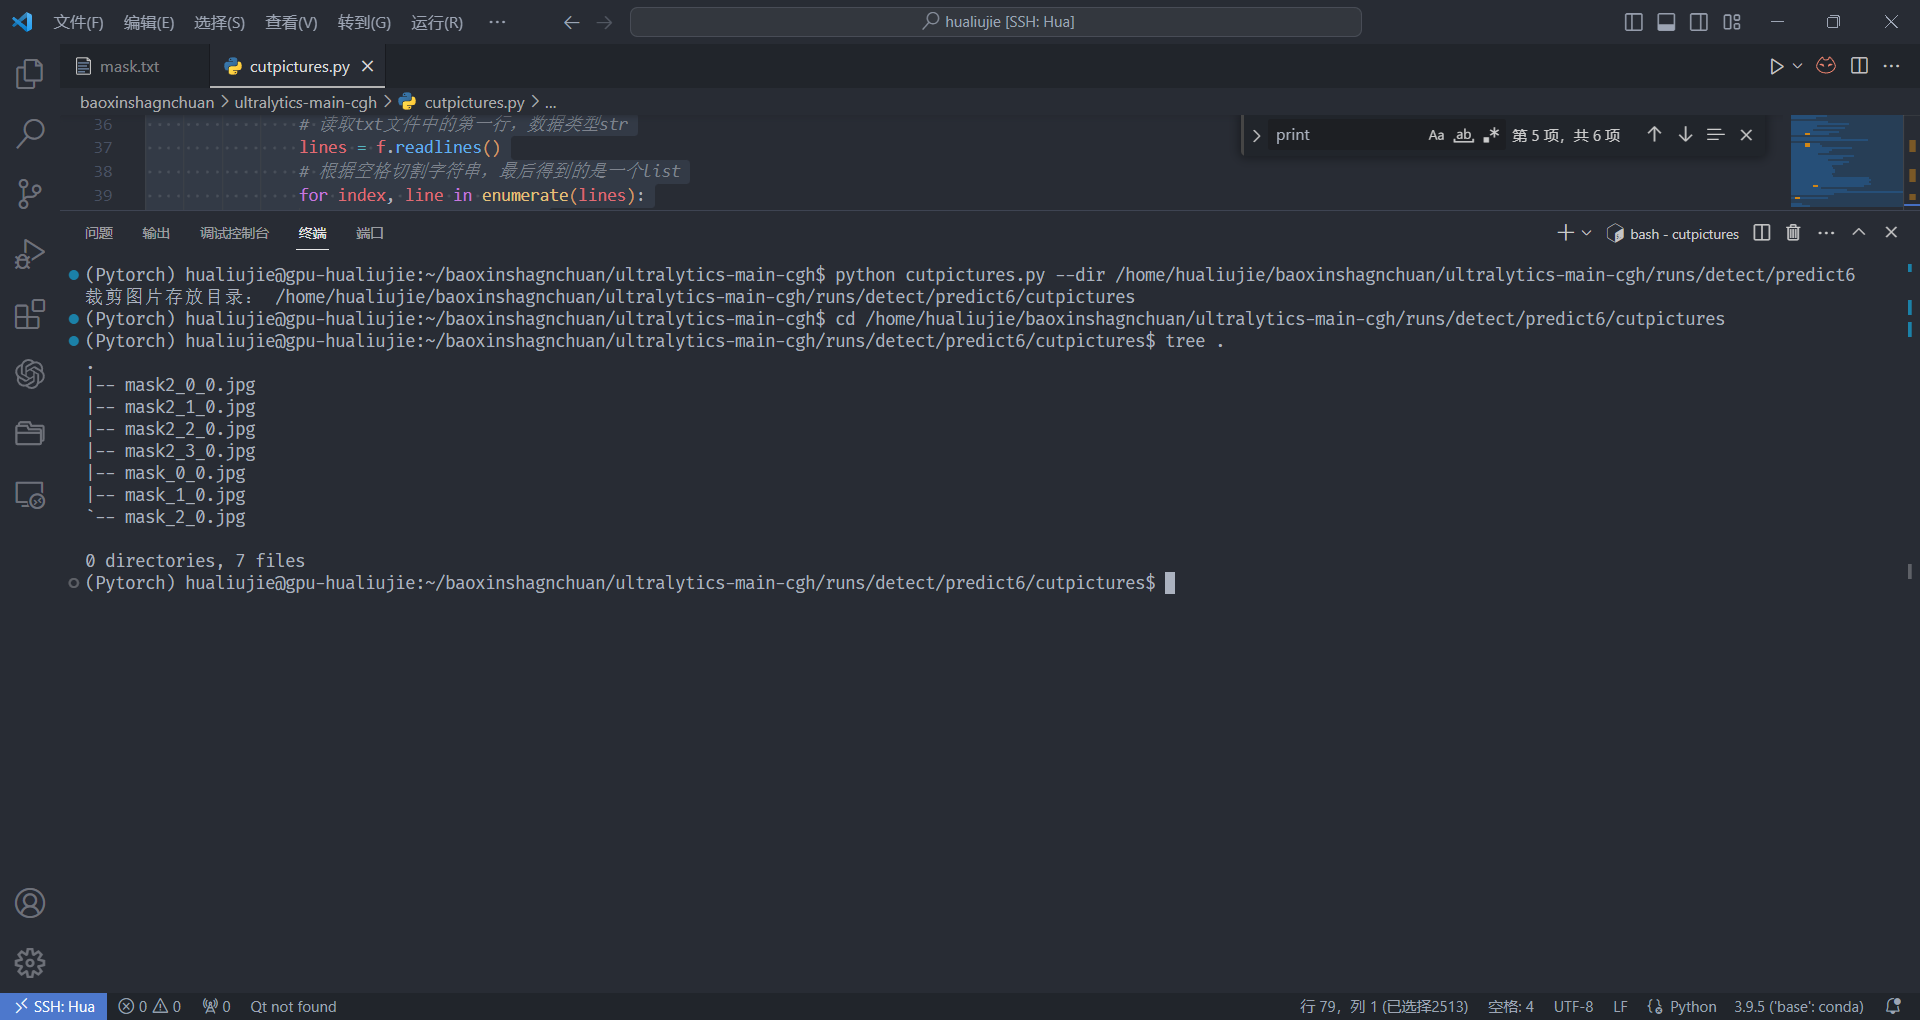 文件(F) 编辑(E) 选择(S) 查看(V) 转到(G) 运行(R) ··· hualiujie [SSH: Hua]
mask.txt cutpictures.py
baoxinshagnchuan > ultralytics-main-cgh > cutpictures.py > ...
36 # 读取txt文件中的第一行，数据类型str
37 lines = f.readlines()
38 # 根据空格切割字符串，最后得到的是一个list
39 for index, line in enumerate(lines):
print Aa ab .* 第 5 项，共 6 项
问题 输出 调试控制台 终端 端口 bash - cutpictures
(Pytorch) hualiujie@gpu-hualiujie:~/baoxinshagnchuan/ultralytics-main-cgh$ python cutpictures.py --dir /home/hualiujie/baoxinshagnchuan/ultralytics-main-cgh/runs/detect/predict6
裁剪图片存放目录： /home/hualiujie/baoxinshagnchuan/ultralytics-main-cgh/runs/detect/predict6/cutpictures
(Pytorch) hualiujie@gpu-hualiujie:~/baoxinshagnchuan/ultralytics-main-cgh$ cd /home/hualiujie/baoxinshagnchuan/ultralytics-main-cgh/runs/detect/predict6/cutpictures
(Pytorch) hualiujie@gpu-hualiujie:~/baoxinshagnchuan/ultralytics-main-cgh/runs/detect/predict6/cutpictures$ tree .
.
|-- mask2_0_0.jpg
|-- mask2_1_0.jpg
|-- mask2_2_0.jpg
|-- mask2_3_0.jpg
|-- mask_0_0.jpg
|-- mask_1_0.jpg
`-- mask_2_0.jpg
0 directories, 7 files
(Pytorch) hualiujie@gpu-hualiujie:~/baoxinshagnchuan/ultralytics-main-cgh/runs/detect/predict6/cutpictures$
SSH: Hua 0 0 0 Qt not found 行 79，列 1 (已选择2513) 空格: 4 UTF-8 LF Python 3.9.5 ('base': conda)